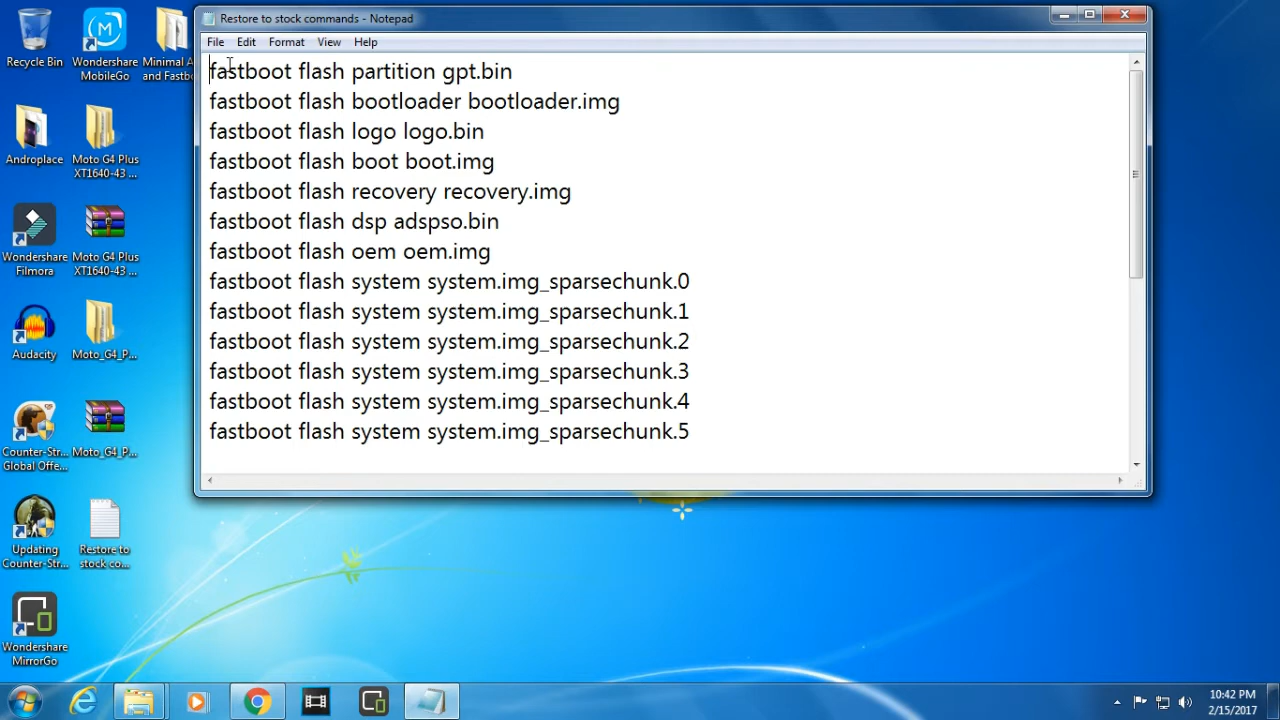 Restore to stock commands - Notepad
File Edit Format View Help
fastboot flash partition gpt.bin
fastboot flash bootloader bootloader.img
fastboot flash logo logo.bin
fastboot flash boot boot.img
fastboot flash recovery recovery.img
fastboot flash dsp adspso.bin
fastboot flash oem oem.img
fastboot flash system system.img_sparsechunk.0
fastboot flash system system.img_sparsechunk.1
fastboot flash system system.img_sparsechunk.2
fastboot flash system system.img_sparsechunk.3
fastboot flash system system.img_sparsechunk.4
fastboot flash system system.img_sparsechunk.5
Recycle Bin
Wondershare
MobileGo
Minimal A
and Fastbo
Androplace
Moto G4 Plus
XT1640-43 ...
Wondershare
Filmora
Moto G4 Plus
XT1640-43 ...
Audacity
Moto_G4_P...
Counter-Str...
Global Offe...
Moto_G4_P...
Updating
Counter-Str...
Restore to
stock co...
Wondershare
MirrorGo
10:42 PM
2/15/2017